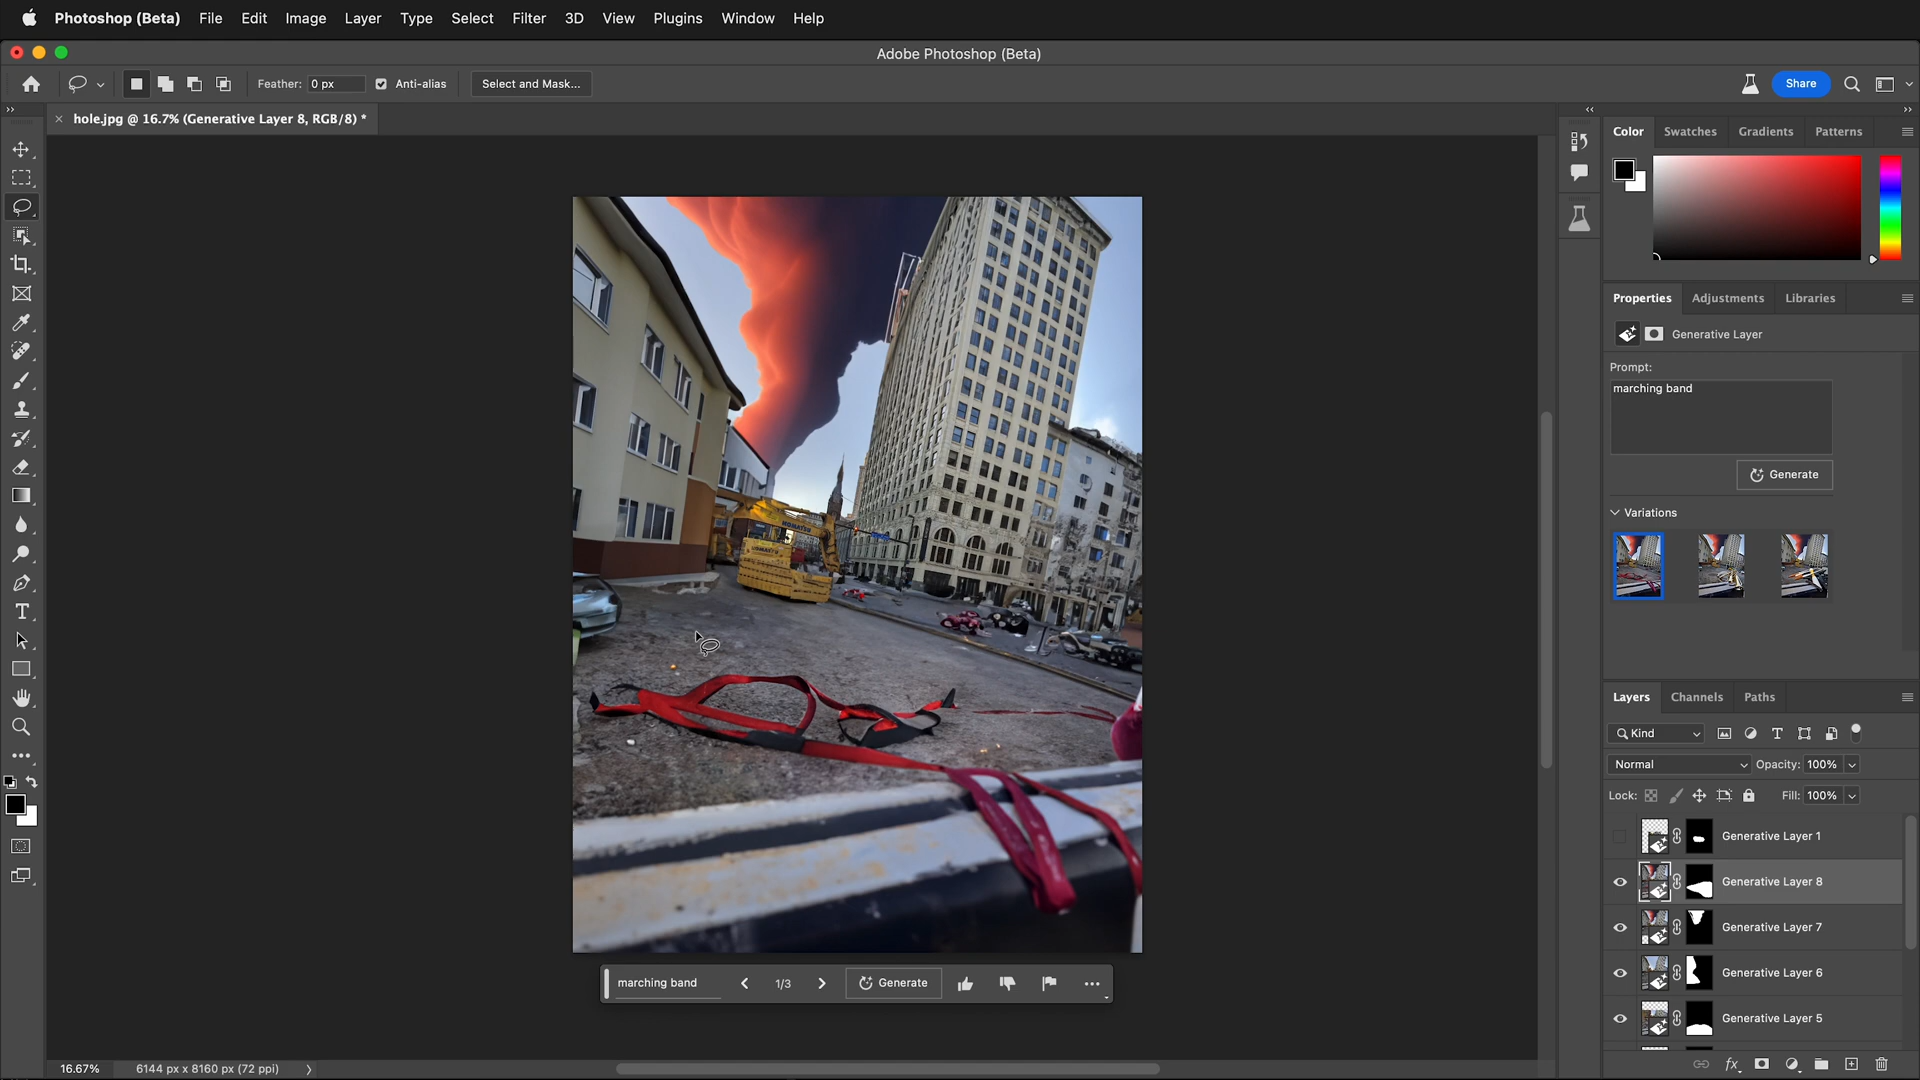 Photoshop (Beta) File Edit Image Layer Type Select Filter 3D View Plugins Window Help
Adobe Photoshop (Beta)
Feather: 0 px Anti-alias Select and Mask... Share
hole.jpg @ 16.7% (Generative Layer 8, RGB/8) *
Color Swatches Gradients Patterns
Properties Adjustments Libraries
Generative Layer
Prompt:
marching band
Generate
Variations
KOMATSU
Layers Channels Paths
Kind
Normal Opacity: 100%
Lock: Fill: 100%
Generative Layer 1
Generative Layer 8
Generative Layer 7
Generative Layer 6
Generative Layer 5
marching band 1/3 Generate
16.67% 6144 px x 8160 px (72 ppi)